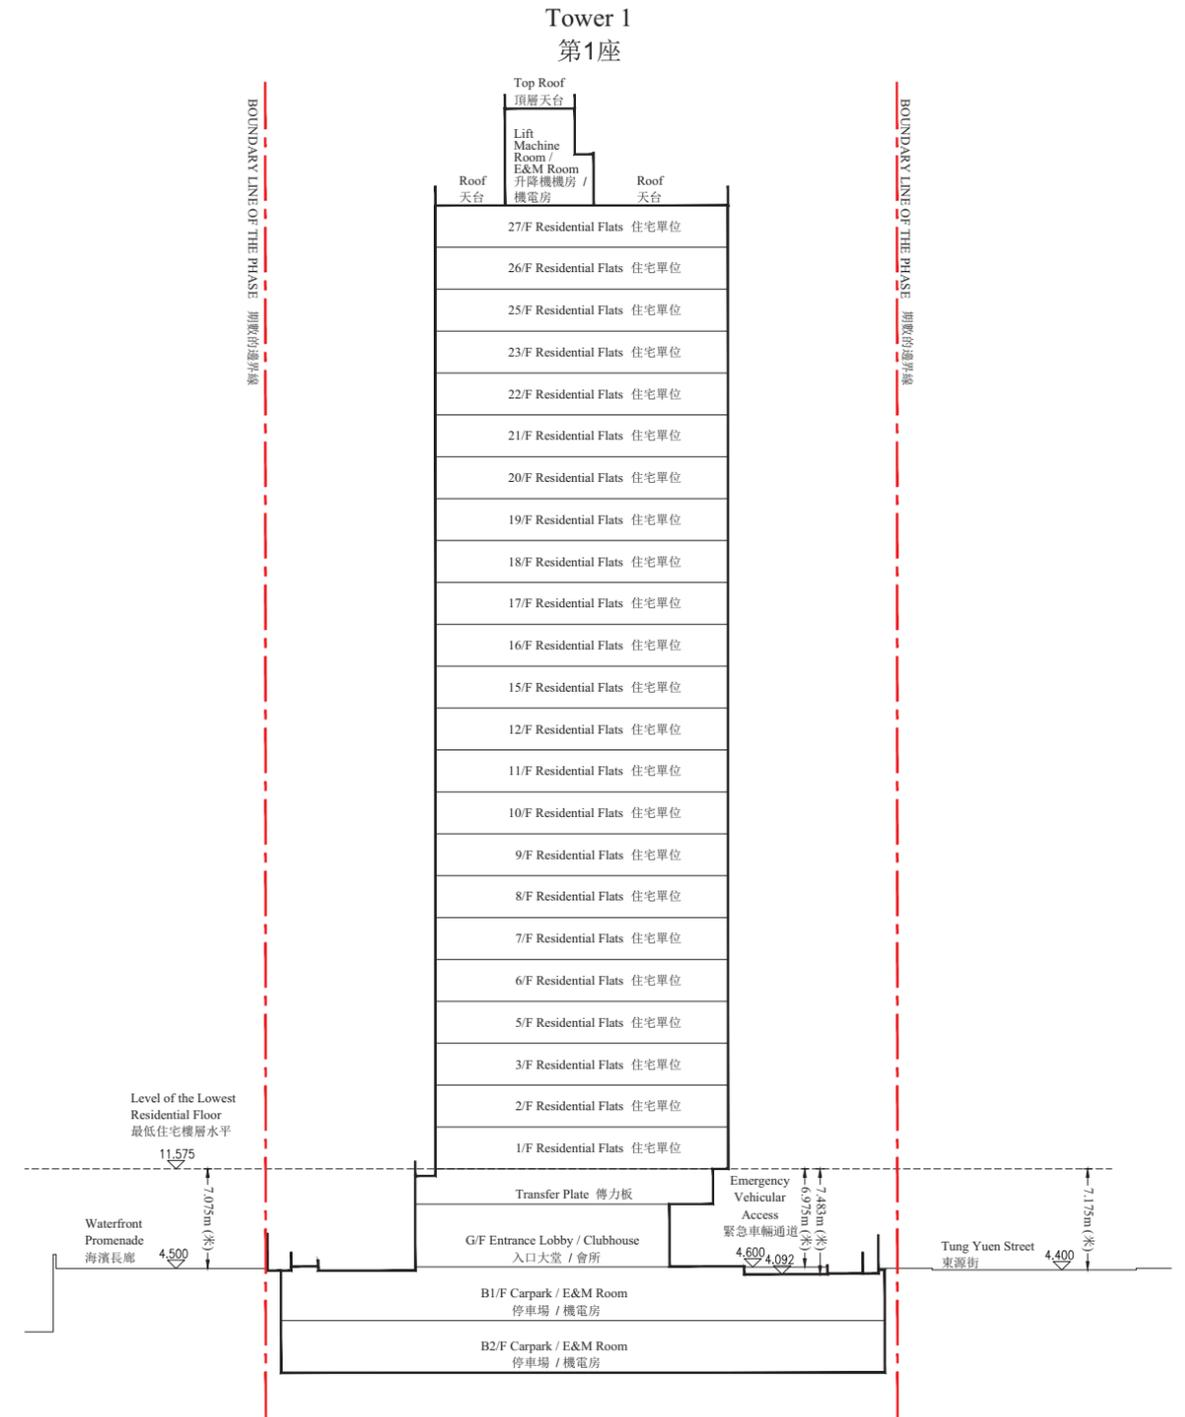 Tower 1
第1座
Top Roof
頂層天台
Lift
Machine
Room /
E&M Room
升降機機房 /
機電房
Roof
天台
Roof
天台
BOUNDARY LINE OF THE PHASE 期數的邊界線
BOUNDARY LINE OF THE PHASE 期數的邊界線
27/F Residential Flats 住宅單位
26/F Residential Flats 住宅單位
25/F Residential Flats 住宅單位
23/F Residential Flats 住宅單位
22/F Residential Flats 住宅單位
21/F Residential Flats 住宅單位
20/F Residential Flats 住宅單位
19/F Residential Flats 住宅單位
18/F Residential Flats 住宅單位
17/F Residential Flats 住宅單位
16/F Residential Flats 住宅單位
15/F Residential Flats 住宅單位
12/F Residential Flats 住宅單位
11/F Residential Flats 住宅單位
10/F Residential Flats 住宅單位
9/F Residential Flats 住宅單位
8/F Residential Flats 住宅單位
7/F Residential Flats 住宅單位
6/F Residential Flats 住宅單位
5/F Residential Flats 住宅單位
3/F Residential Flats 住宅單位
2/F Residential Flats 住宅單位
1/F Residential Flats 住宅單位
Level of the Lowest
Residential Floor
最低住宅樓層水平
11.575
7.075m (米)
Waterfront
Promenade
海濱長廊
4.500
Transfer Plate 傳力板
G/F Entrance Lobby / Clubhouse
入口大堂 / 會所
Emergency
Vehicular
Access
緊急車輛通道
4.600
4.092
6.975m (米)
7.483m (米)
7.175m (米)
Tung Yuen Street
東源街
4.400
B1/F Carpark / E&M Room
停車場 / 機電房
B2/F Carpark / E&M Room
停車場 / 機電房